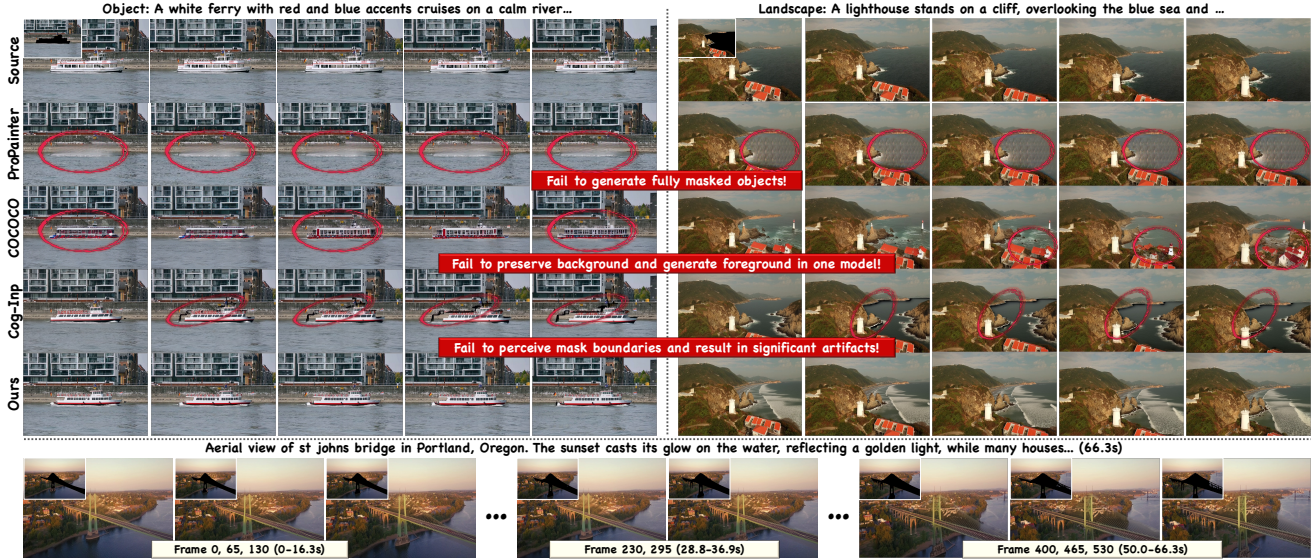 Object: A white ferry with red and blue accents cruises on a calm river...
Landscape: A lighthouse stands on a cliff, overlooking the blue sea and ...
Source
ProPainter
Fail to generate fully masked objects!
COCOCO
Fail to preserve background and generate foreground in one model!
Cog-Inp
Fail to perceive mask boundaries and result in significant artifacts!
Ours
Aerial view of st johns bridge in Portland, Oregon. The sunset casts its glow on the water, reflecting a golden light, while many houses... (66.3s)
...
...
Frame 0, 65, 130 (0-16.3s)
Frame 230, 295 (28.8-36.9s)
Frame 400, 465, 530 (50.0-66.3s)